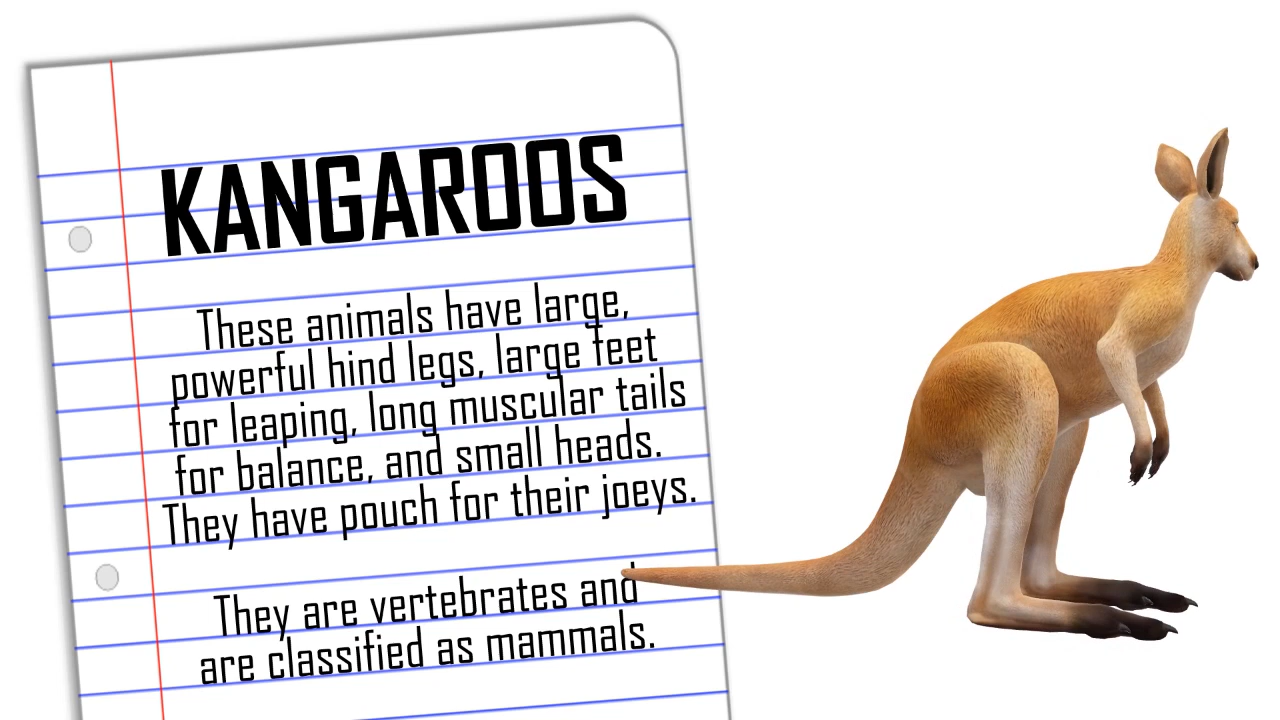 KANGAROOS
These animals have large,
powerful hind legs, large feet
for leaping, long muscular tails
for balance, and small heads.
They have pouch for their joeys.
They are vertebrates and
are classified as mammals.